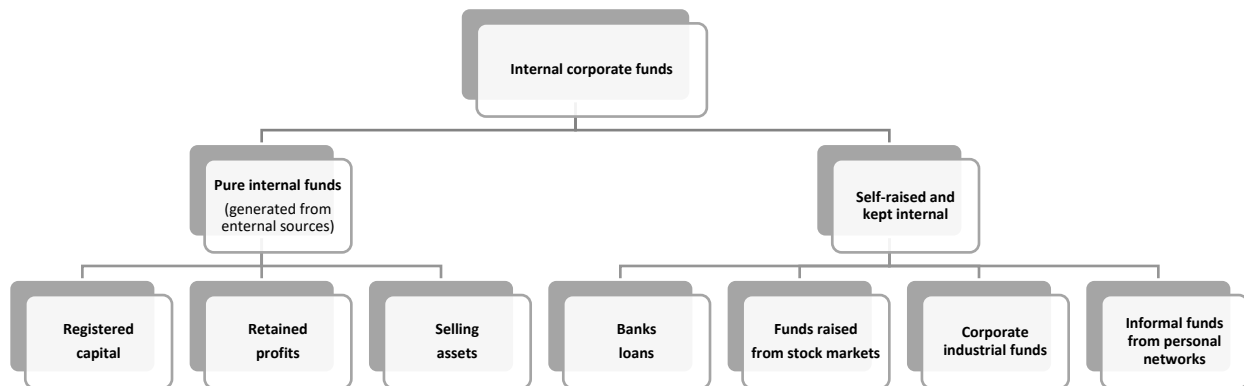 Internal corporate funds
Pure internal funds
(generated from
enternal sources)
Self-raised and
kept internal
Registered
capital
Retained
profits
Selling
assets
Banks
loans
Funds raised
from stock markets
Corporate
industrial funds
Informal funds
from personal
networks